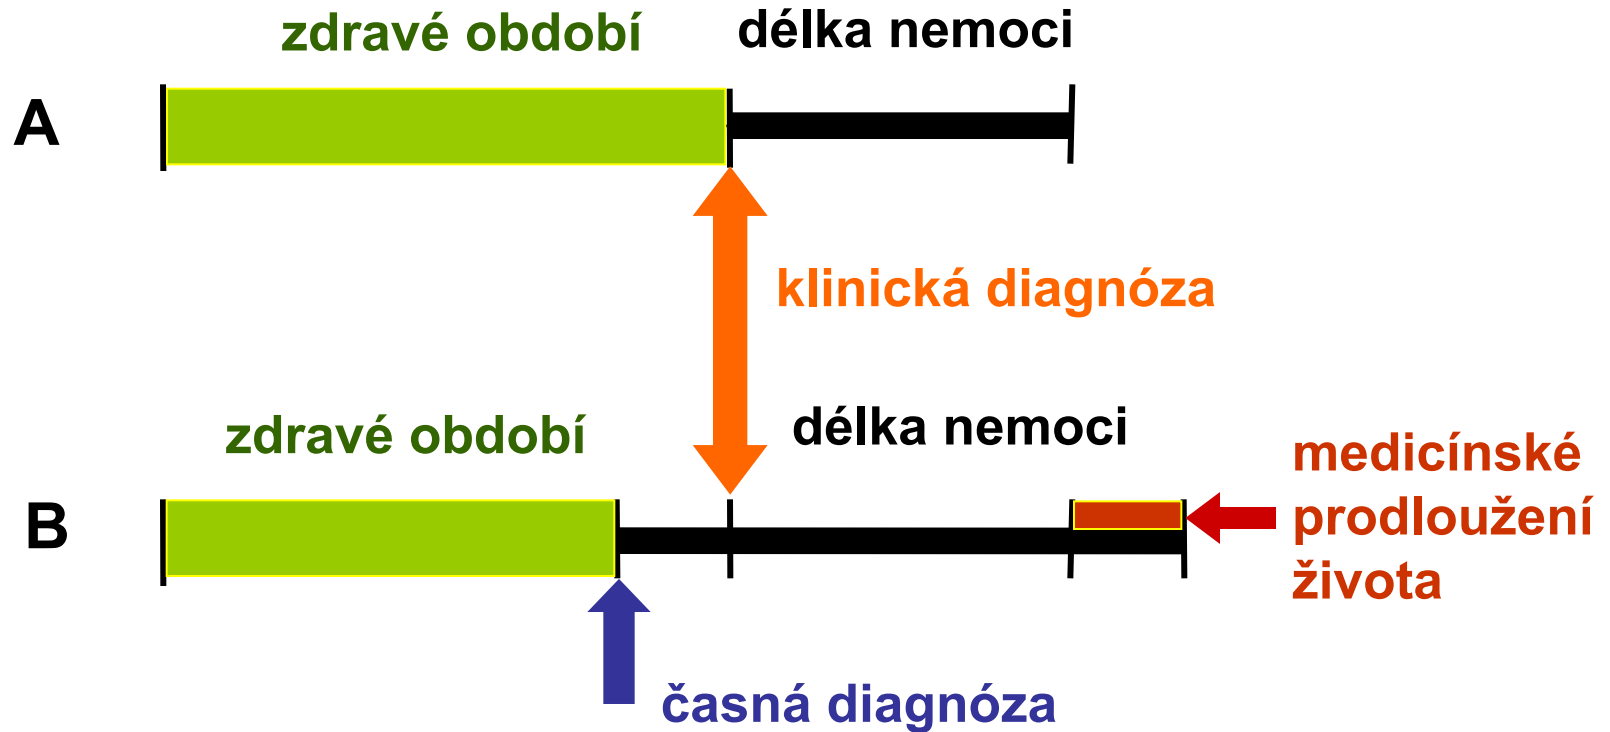 zdravé období
délka nemoci
A
klinická diagnóza
zdravé období
délka nemoci
B
medicínské
prodloužení
života
časná diagnóza